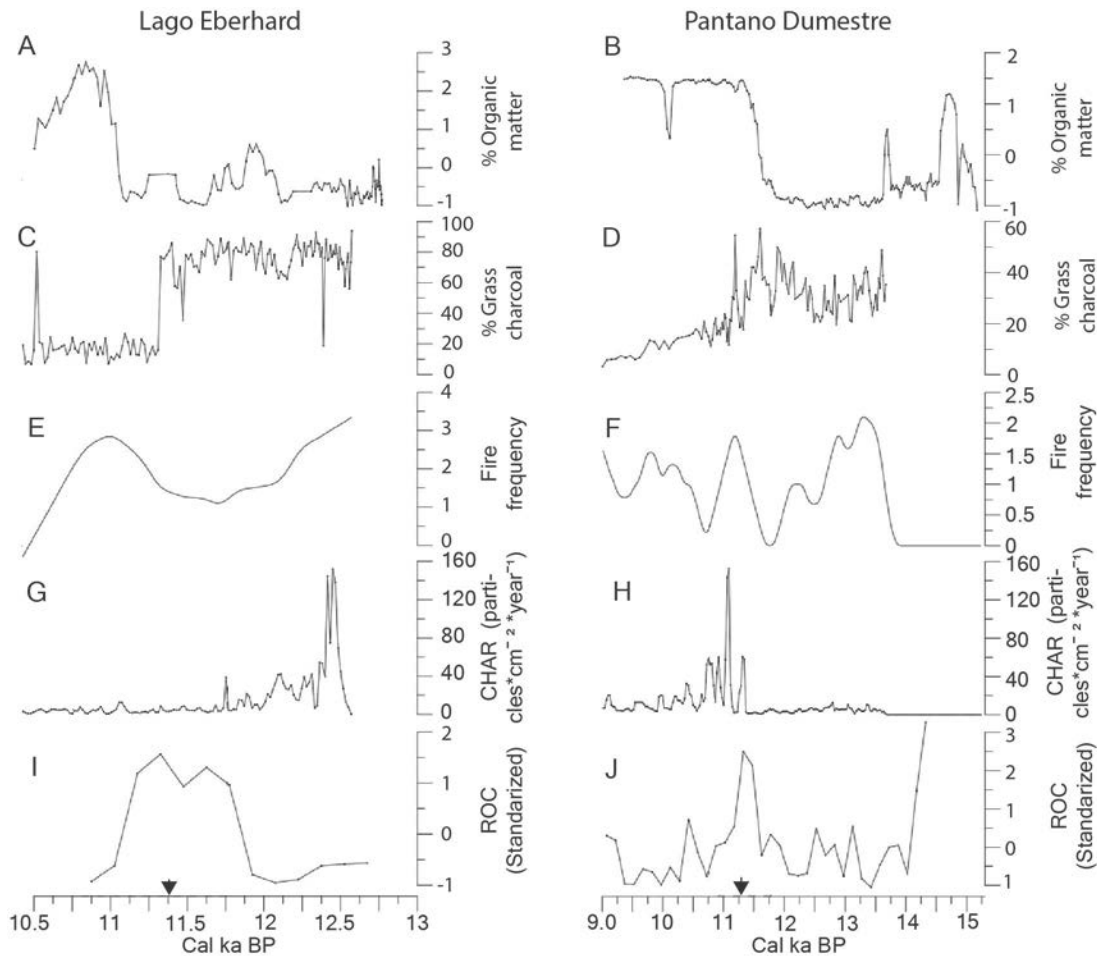 Lago Eberhard
Pantano Dumestre
A
3
2
1
0
-1
% Organic
matter
B
2
1
0
-1
% Organic
matter
C
100
80
60
40
20
0
% Grass
charcoal
D
60
40
20
0
% Grass
charcoal
E
4
3
2
1
0
Fire
frequency
F
2.5
2
1.5
1
0.5
0
Fire
frequency
G
160
120
80
40
0
CHAR (parti-
cles*cm⁻² *year⁻¹)
H
160
120
80
40
0
CHAR (parti-
cles*cm⁻² *year⁻¹)
I
2
1
0
-1
ROC
(Standarized)
J
3
2
1
0
1
ROC
(Standarized)
10.5 11 11.5 12 12.5 13
Cal ka BP
9.0 10 11 12 13 14 15
Cal ka BP